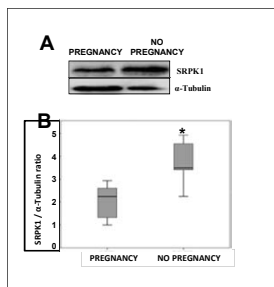 A
PREGNANCY
NO
PREGNANCY
SRPK1
α-Tubulin
B
SRPK1 / α-Tubulin ratio
5
4
3
2
1
0
*
PREGNANCY
NO PREGNANCY